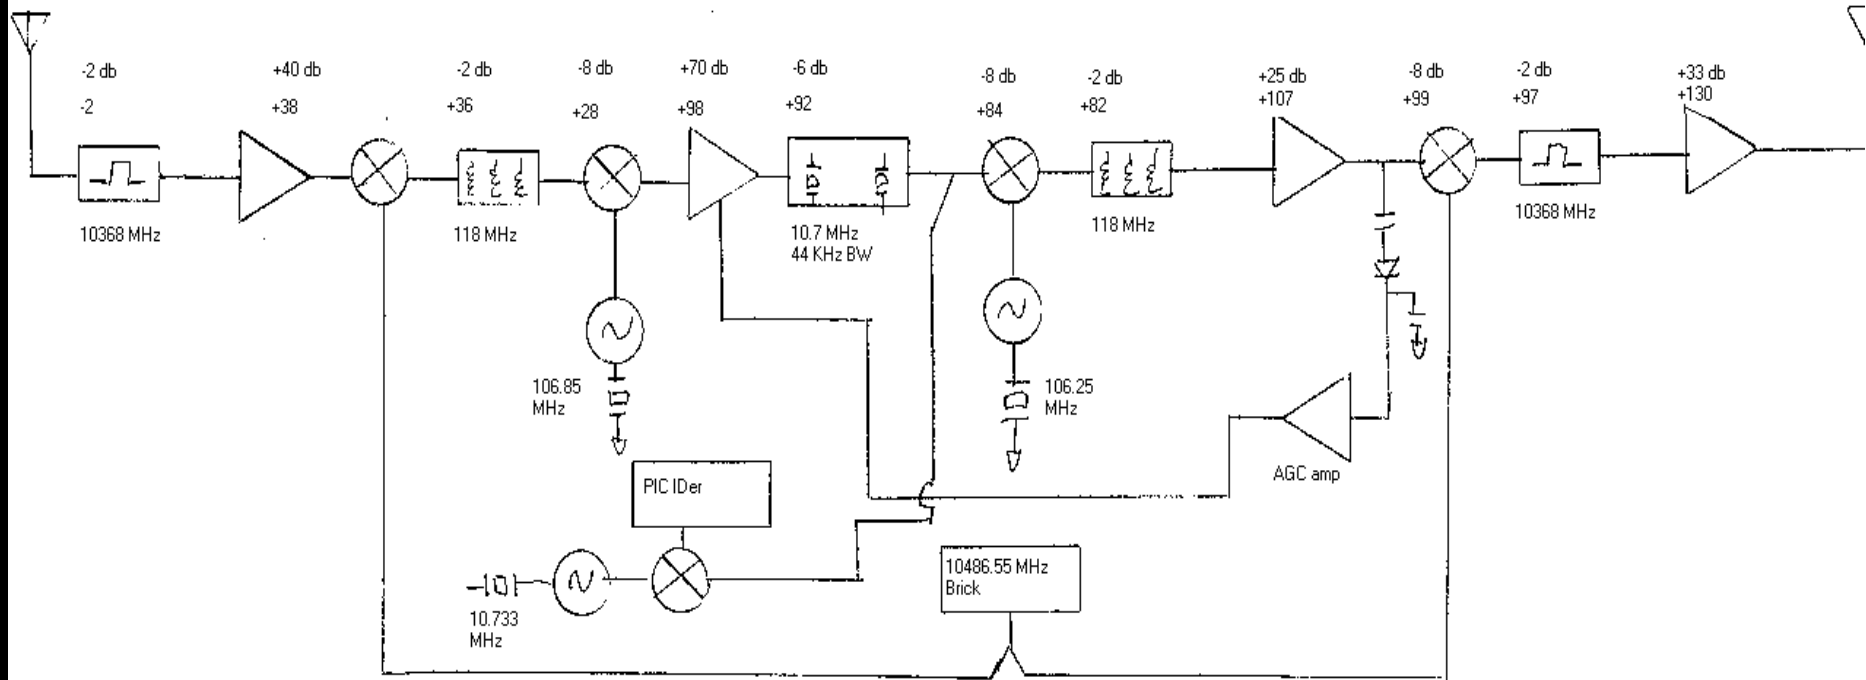 -2 db
+40 db
-2 db
-8 db
+70 db
-6 db
-8 db
-2 db
+25 db
-8 db
-2 db
+33 db
-2
+38
+36
+28
+98
+92
+84
+82
+107
+99
+97
+130
10368 MHz
118 MHz
10.7 MHz
44 KHz BW
118 MHz
10368 MHz
106.85
MHz
106.25
MHz
AGC amp
PIC IDer
10486.55 MHz
Brick
10.733
MHz